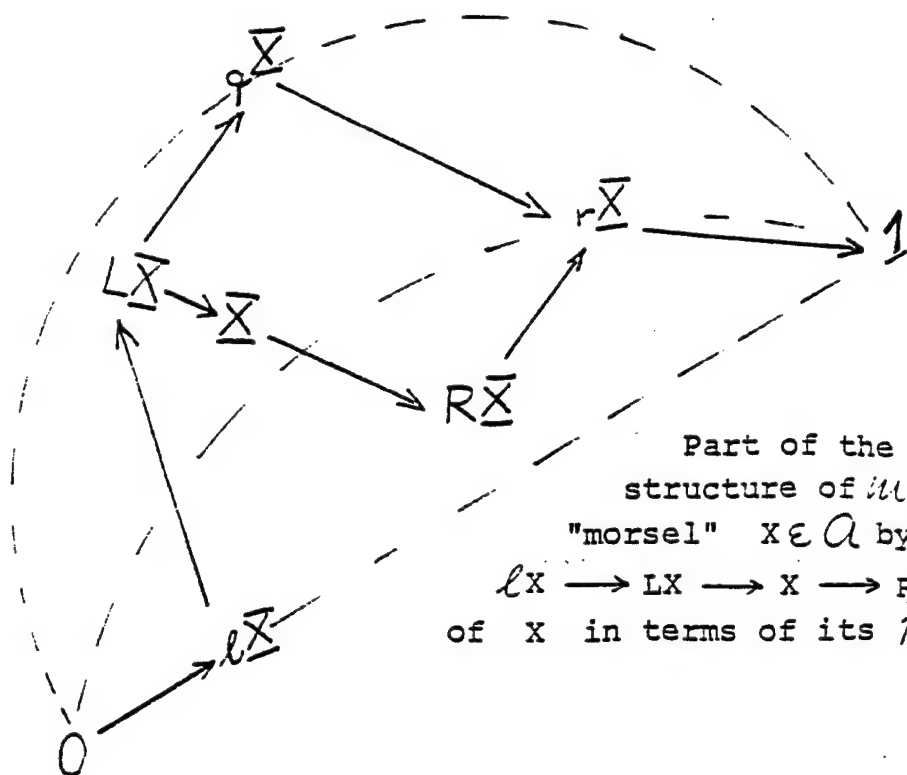 qX
rX
1
LX
X
RX
Part of the
structure of
"morsel" X ε 𝒜 by
ℓX ⟶ LX ⟶ X ⟶
of X in terms of its
ℓX
0